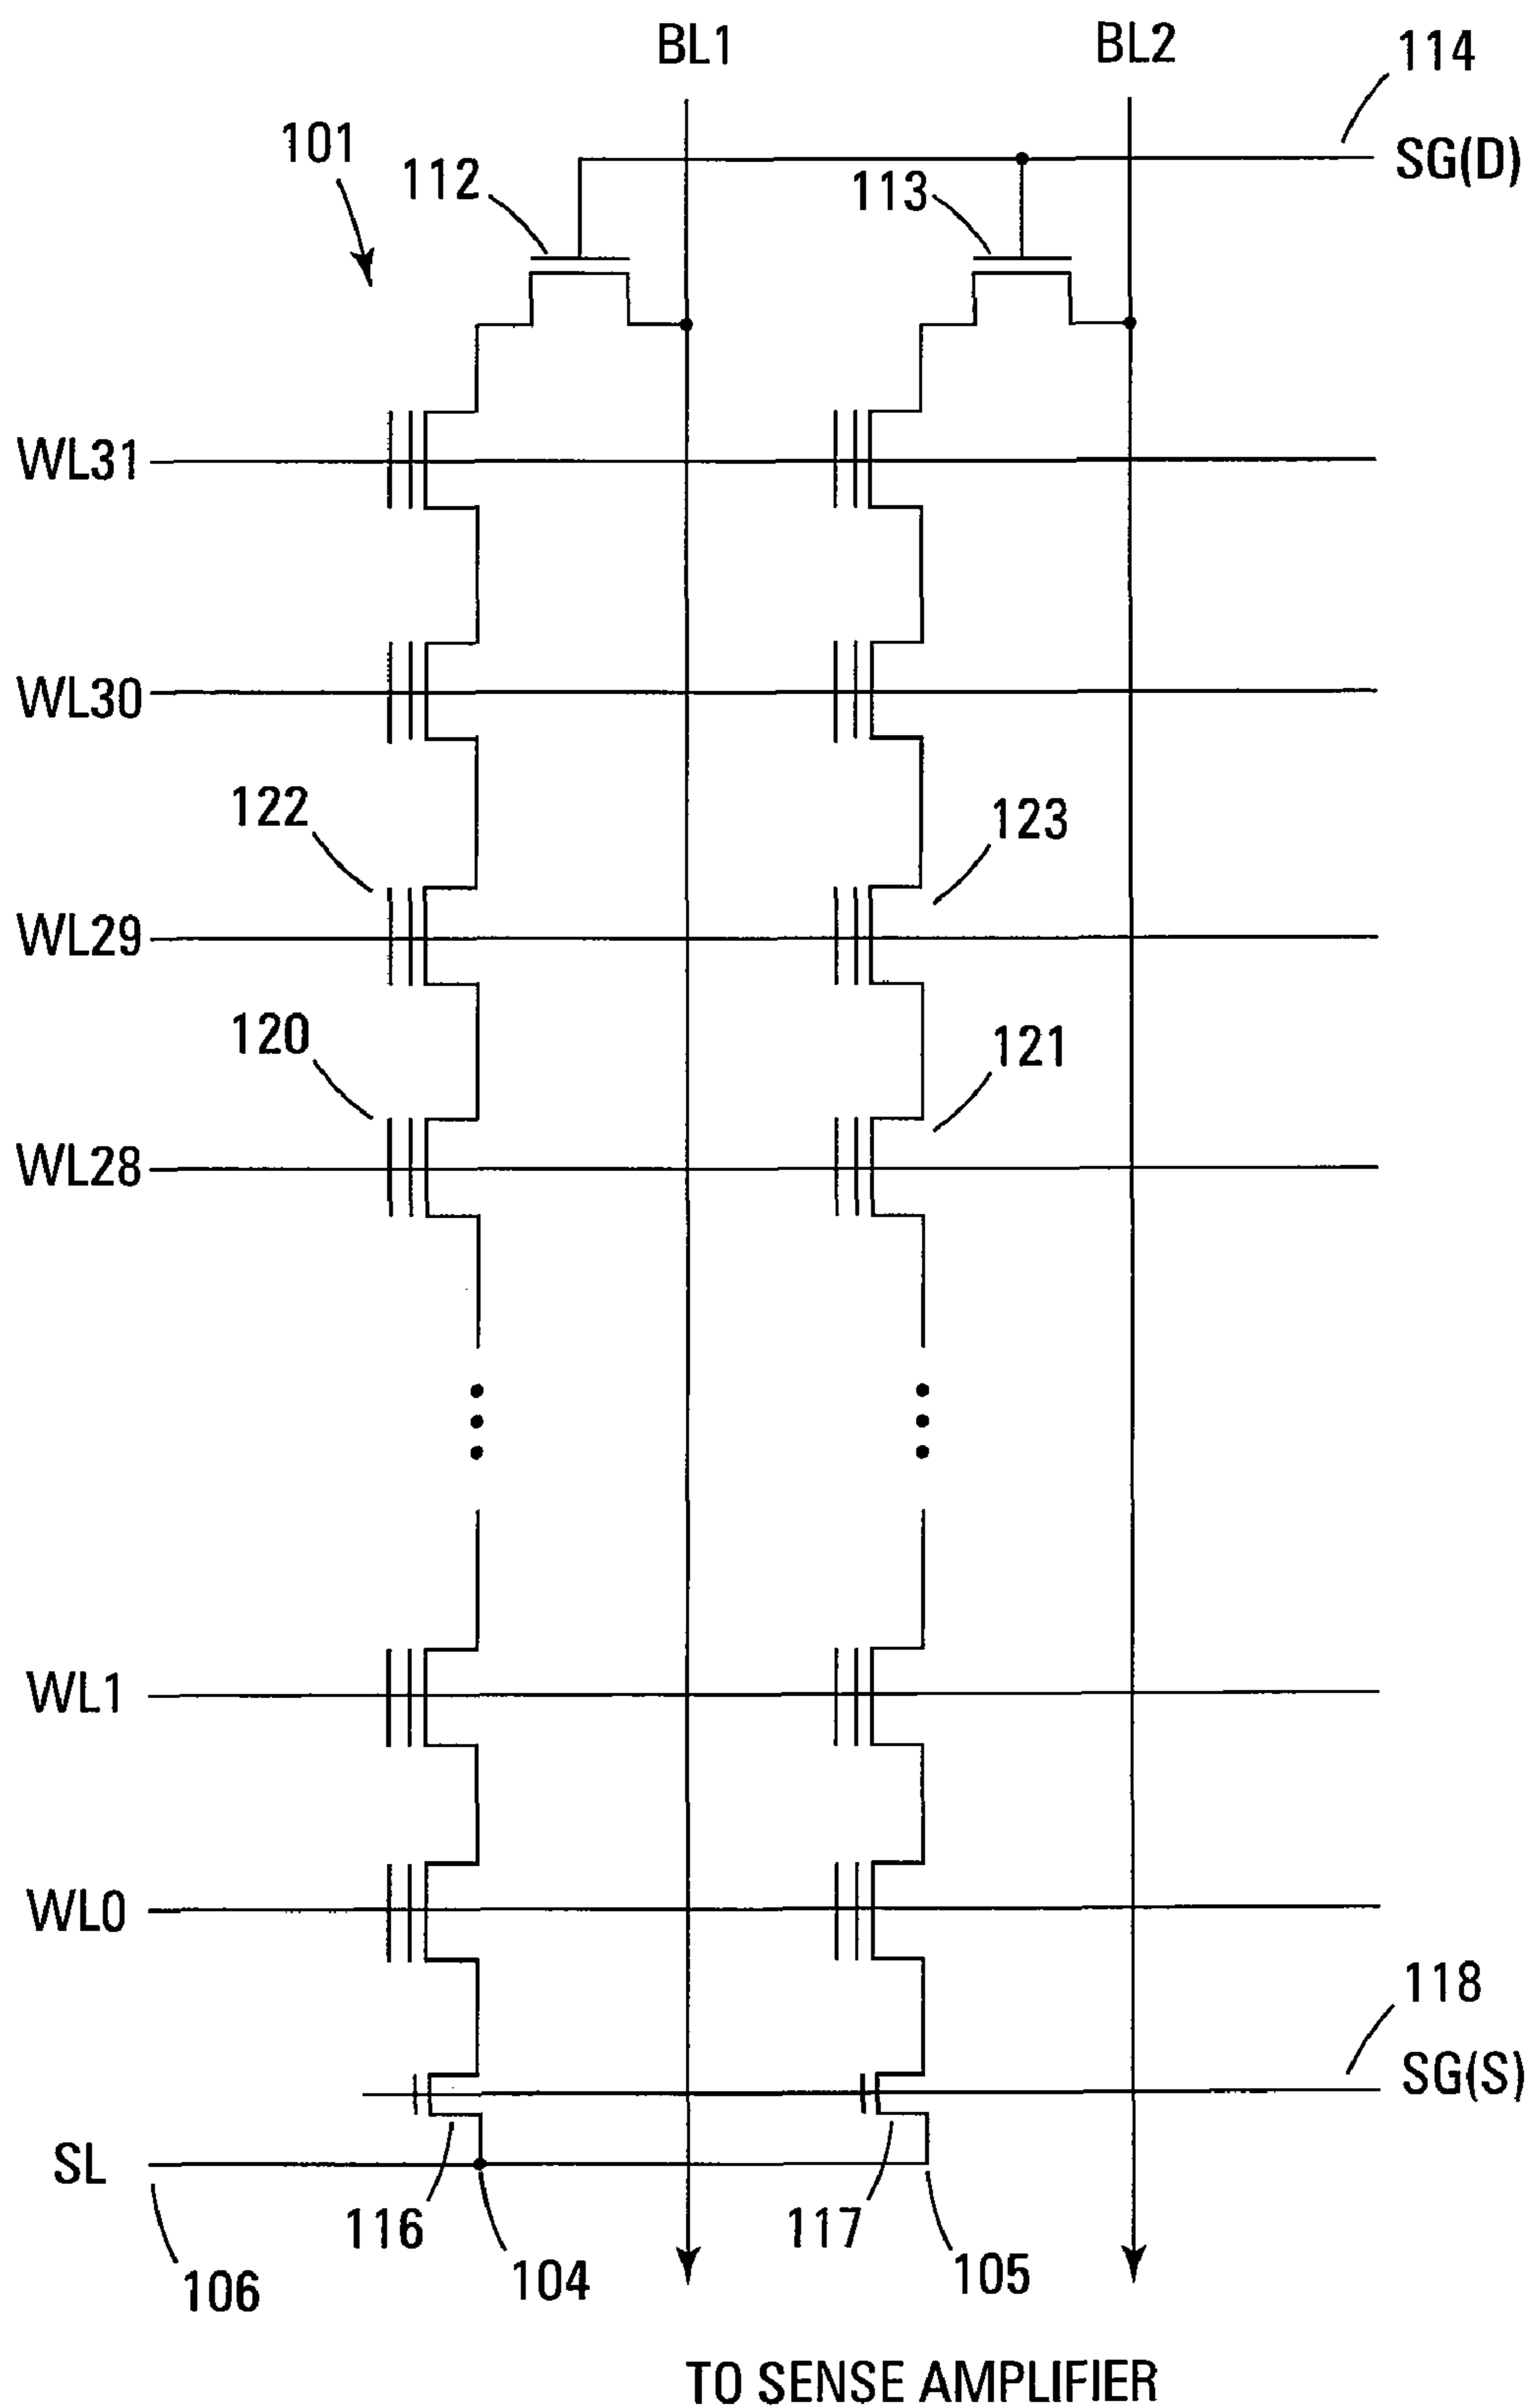 BL1
BL2
114
SG(D)
101
112
113
WL31
WL30
122
123
WL29
120
121
WL28
WL1
WL0
118
SG(S)
SL
116
117
104
105
106
TO SENSE AMPLIFIER